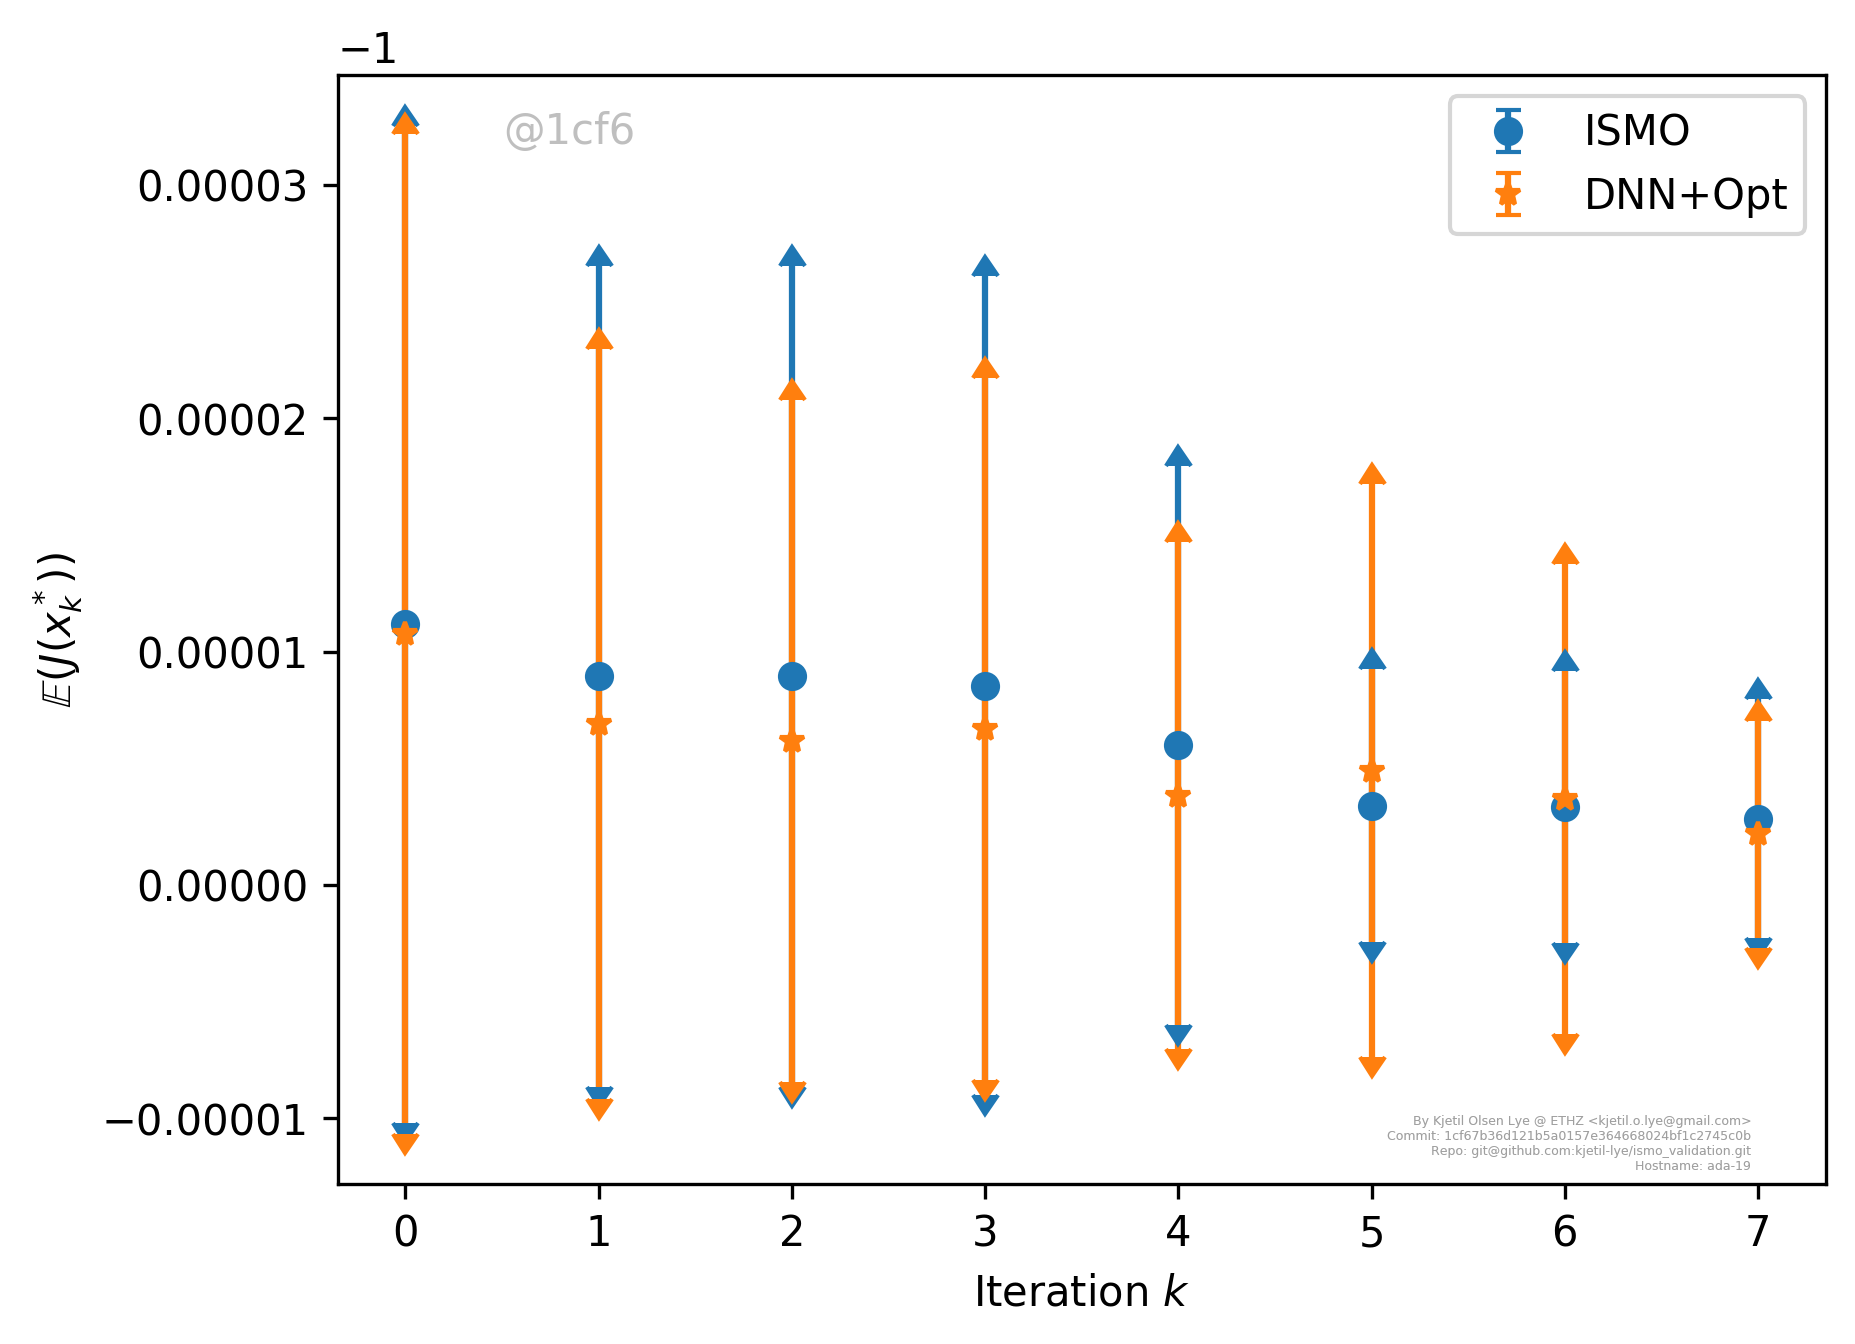 −1
@1cf6
ISMO
DNN+Opt
0.00003
0.00002
0.00001
0.00000
−0.00001
𝔼(J(x*k))
By Kjetil Olsen Lye @ ETHZ <kjetil.o.lye@gmail.com>
Commit: 1cf67b36d121b5a0157e364668024bf1c2745c0b
Repo: git@github.com:kjetil-lye/ismo_validation.git
Hostname: ada-19
0 1 2 3 4 5 6 7
Iteration k